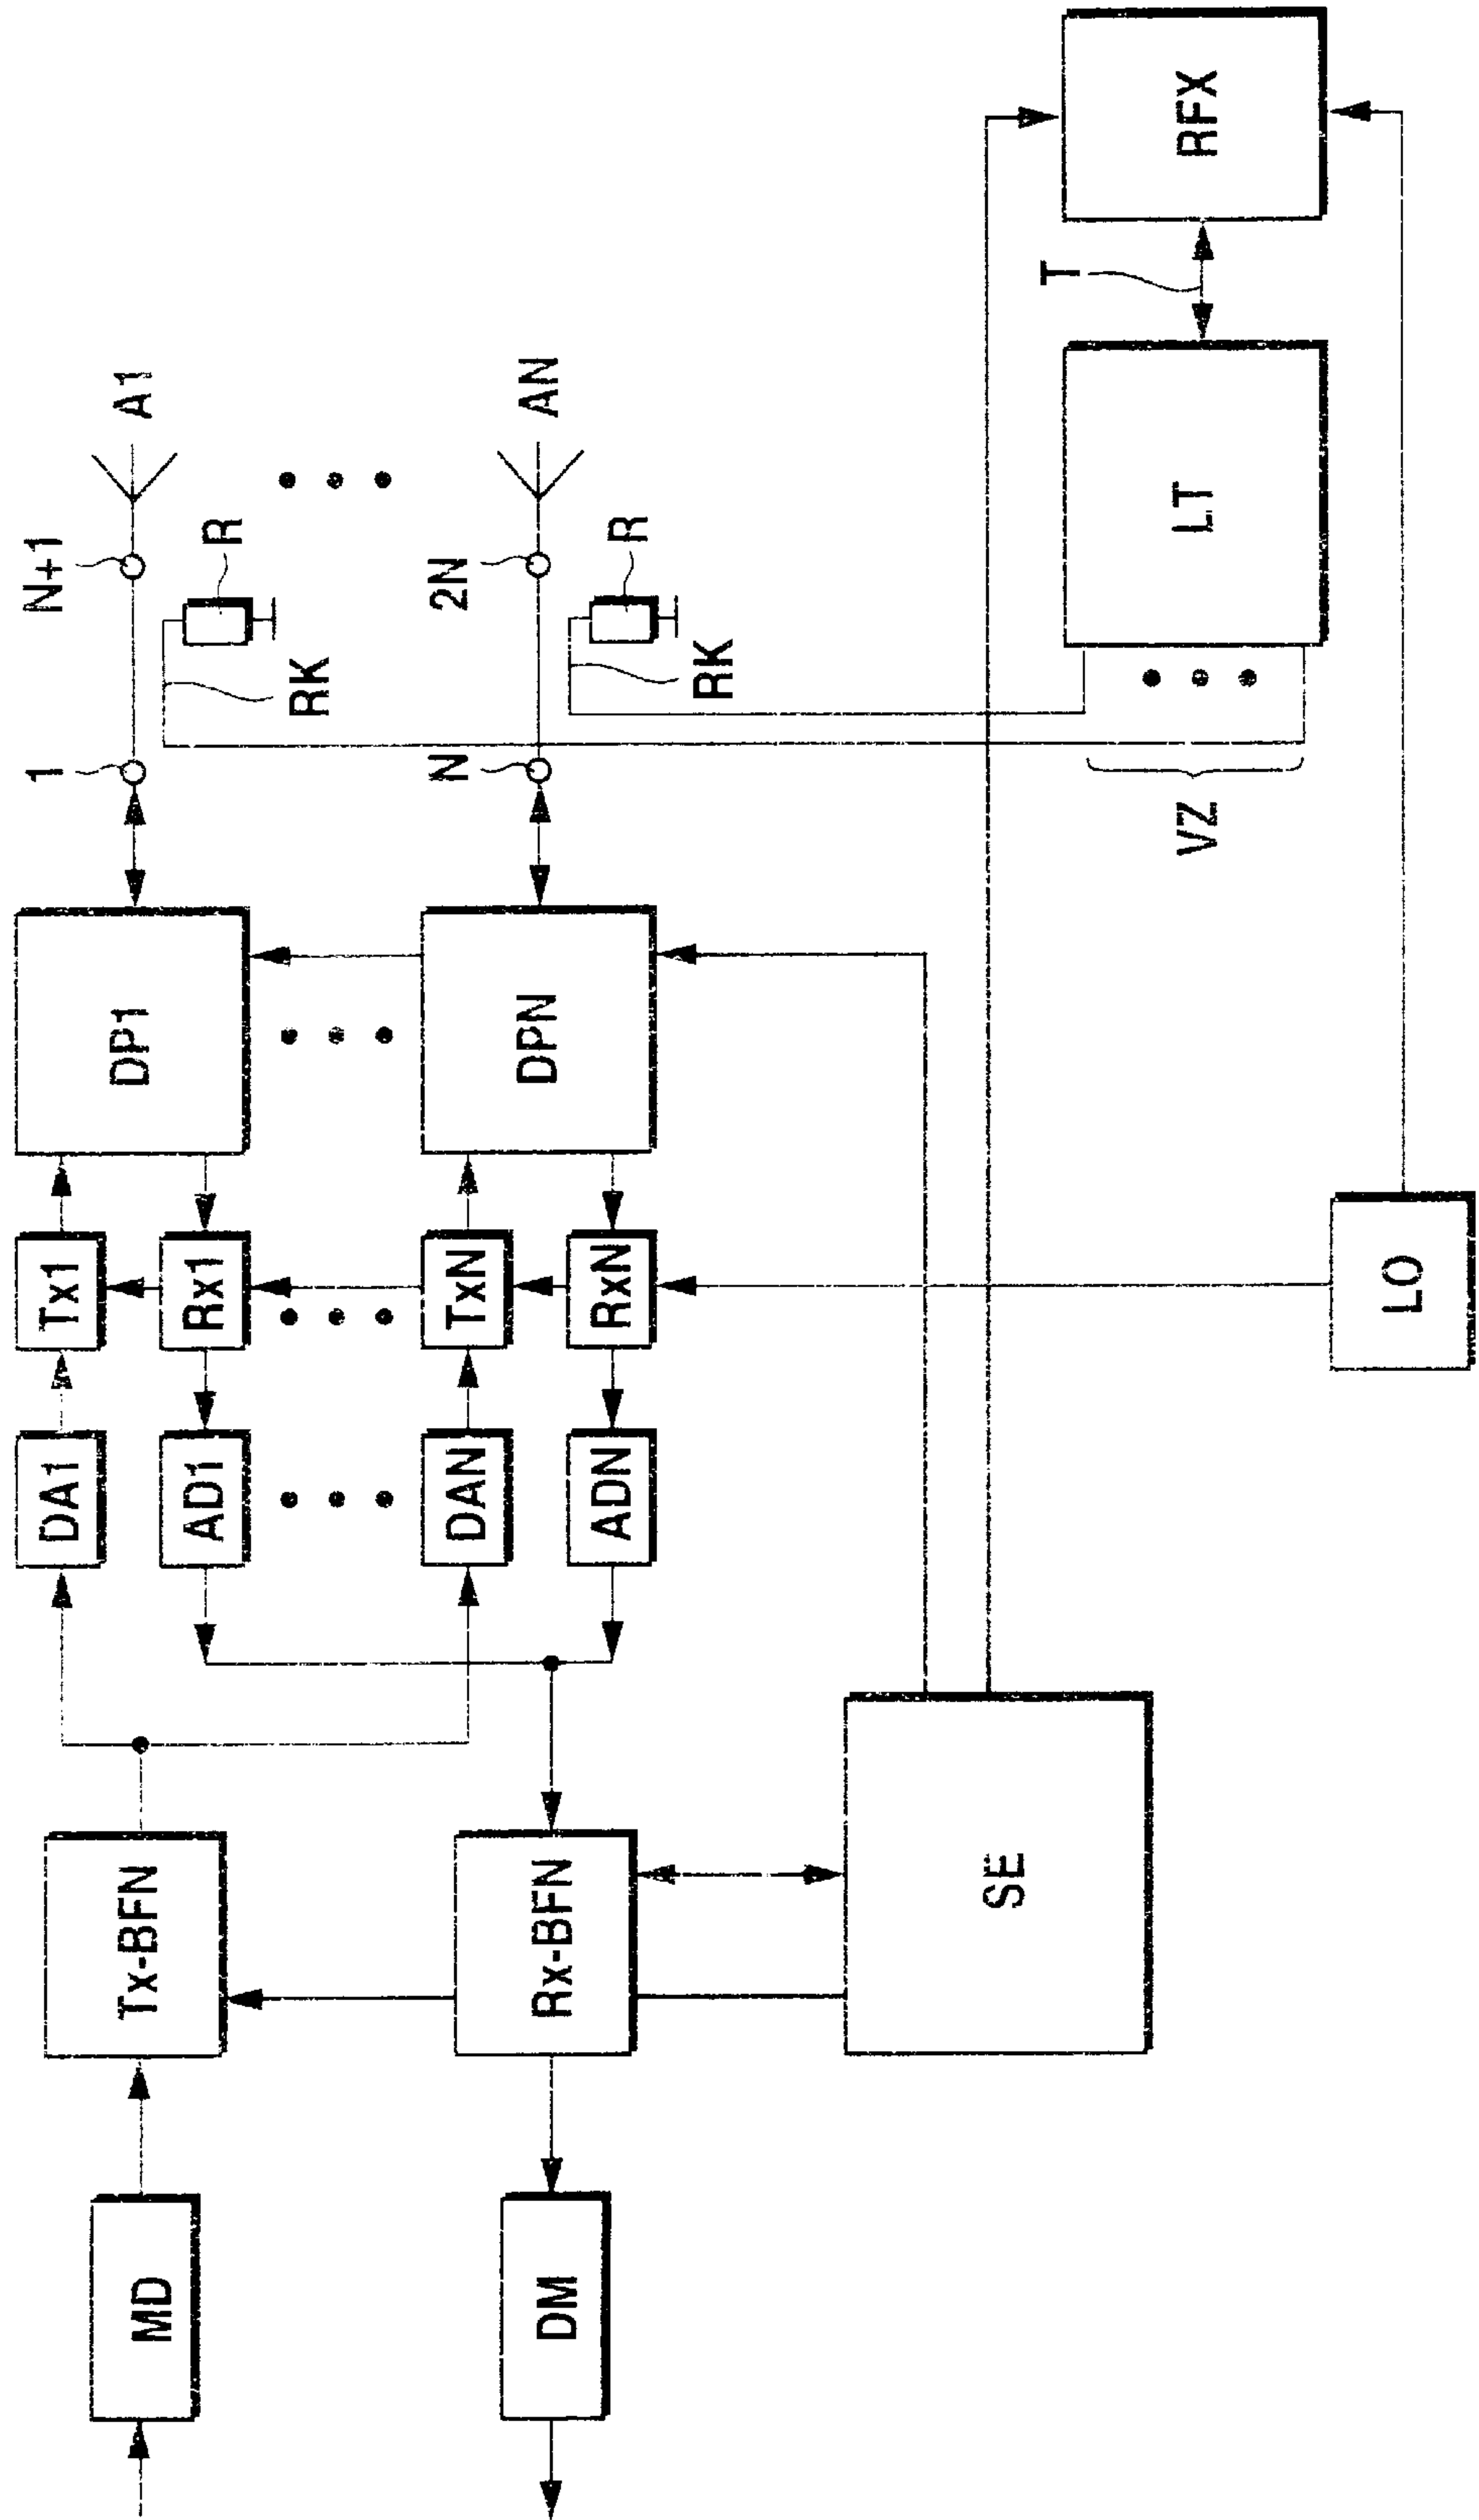 MD
Tx-BFN
DA1
Tx1
DP1
1
N+1
A1
AD1
Rx1
RK
R
DAN
TxN
DPN
N
2N
AN
DM
Rx-BFN
ADN
RxN
RK
R
SE
T
VZ
LT
RFX
LO